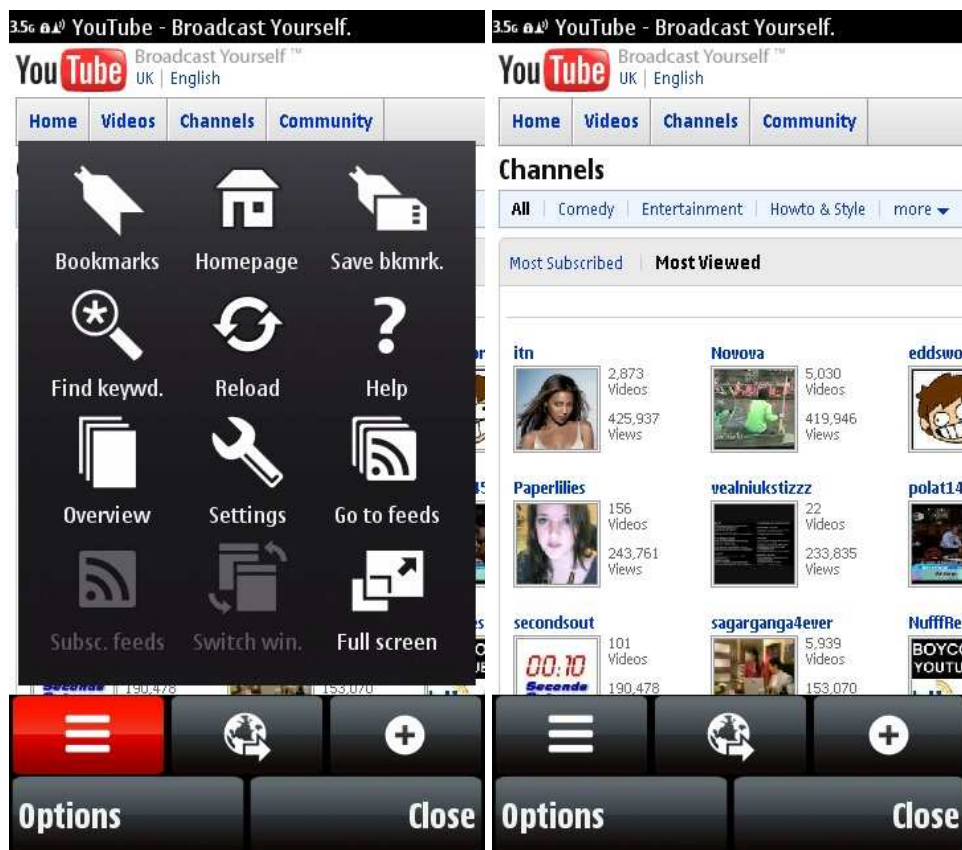 3.5G YouTube - Broadcast Yourself.
YouTube Broadcast Yourself ™
UK | English
Home Videos Channels Community
Bookmarks Homepage Save bkmrk.
Find keywd. Reload Help
Overview Settings Go to feeds
Subsc. feeds Switch win. Full screen
190,478 153,070
Options Close
3.5G YouTube - Broadcast Yourself.
YouTube Broadcast Yourself ™
UK | English
Home Videos Channels Community
Channels
All | Comedy | Entertainment | Howto & Style | more
Most Subscribed | Most Viewed
itn Novova
2,873 5,030
Videos Videos
425,937 419,946
Views Views
Paperlilies vealniukstizzz polat14
156 22
Videos Videos
243,761 233,835
Views Views
secondsout sagarganga4ever
101 5,939
Videos Videos
00:10
Seconds 190,478 153,070
Options Close